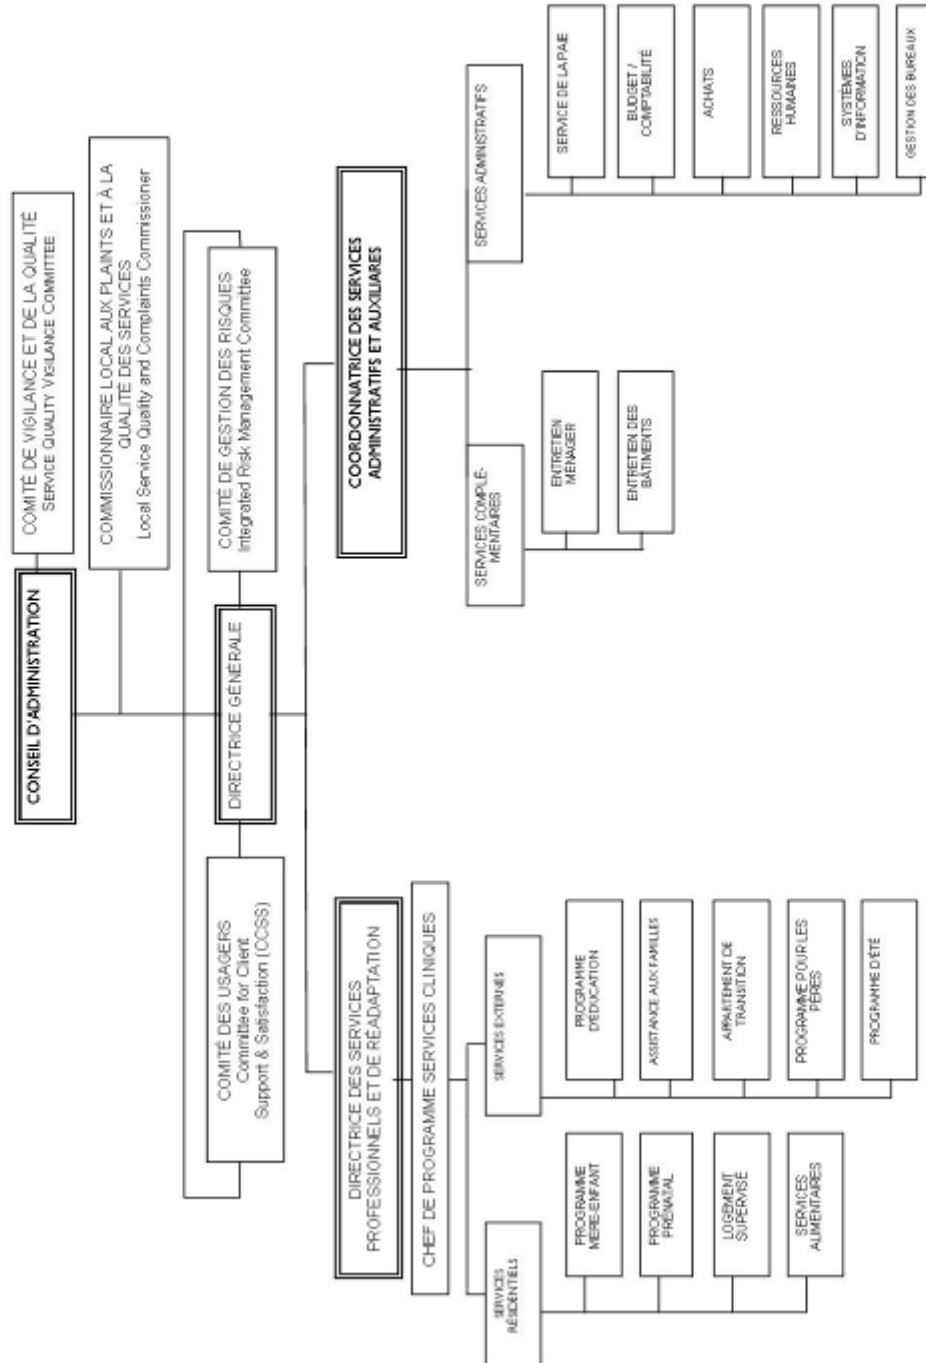 CONSEIL D'ADMINISTRATION
COMITÉ DE VIGILANCE ET DE LA QUALITÉ
SERVICE QUALITY VIGILANCE COMMITTEE
COMMISSIONNAIRE LOCAL AUX PLAINTS ET À LA
QUALITÉ DES SERVICES
Local Service Quality and Complaints Commissioner
COMITÉ DES USAGERS
Committee for Client
Support & Satisfaction (CCSS)
DIRECTRICE GÉNÉRALE
COMITÉ DE GESTION DES RISQUES
Integrated Risk Management Committee
DIRECTRICE DES SERVICES
PROFESSIONNELS ET DE RÉADAPTATION
CHEF DE PROGRAMME SERVICES CLINIQUES
COORDONNATRICE DES SERVICES
ADMINISTRATIFS ET AUXILIARES
SERVICES
RÉSIDENTIELS
PROGRAMME
MERE-ENFANT
PROGRAMME
PRÉNATAL
LOGEMENT
SUPERVISÉ
SERVICES
ALIMENTAIRES
SERVICES EXTERNES
PROGRAMME
D'ÉDUCATION
ASSISTANCE AUX FAMILLES
APPARTEMENT DE
TRANSITION
PROGRAMME POUR LES
PÈRES
PROGRAMME D'ÉTÉ
SERVICES COMPLÉ-
MENTAIRES
ENTRETIEN
MÉNAGER
ENTRETIEN DES
BÂTIMENTS
SERVICES ADMINISTRATIFS
SERVICE DE LA PAIE
BUDGET /
COMPTABILITÉ
ACHATS
RESSOURCES
HUMAINES
SYSTÈMES
D'INFORMATION
GESTION DES BUREAUX